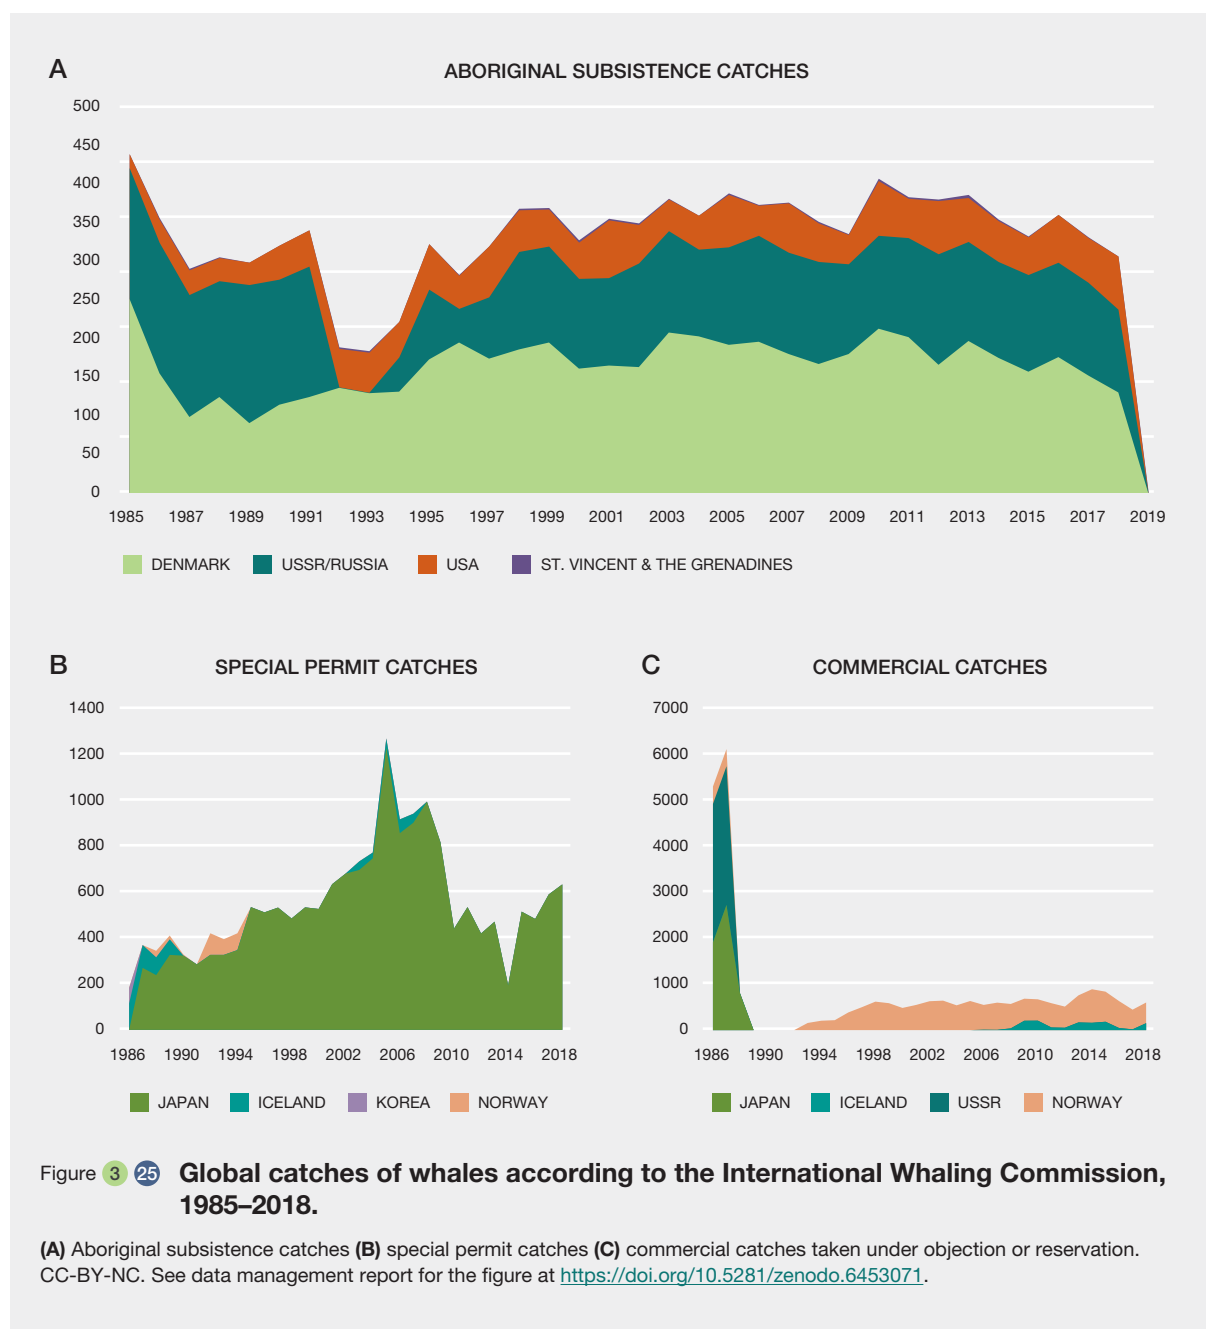 A
ABORIGINAL SUBSISTENCE CATCHES
500
450
400
350
300
250
200
150
100
50
0
1985 1987 1989 1991 1993 1995 1997 1999 2001 2003 2005 2007 2009 2011 2013 2015 2017 2019
DENMARK USSR/RUSSIA USA ST. VINCENT & THE GRENADINES
B
SPECIAL PERMIT CATCHES
1400
1200
1000
800
600
400
200
0
1986 1990 1994 1998 2002 2006 2010 2014 2018
JAPAN ICELAND KOREA NORWAY
C
COMMERCIAL CATCHES
7000
6000
5000
4000
3000
2000
1000
0
1986 1990 1994 1998 2002 2006 2010 2014 2018
JAPAN ICELAND USSR NORWAY
Figure 3 25 Global catches of whales according to the International Whaling Commission,
1985–2018.
(A) Aboriginal subsistence catches (B) special permit catches (C) commercial catches taken under objection or reservation.
CC-BY-NC. See data management report for the figure at https://doi.org/10.5281/zenodo.6453071.